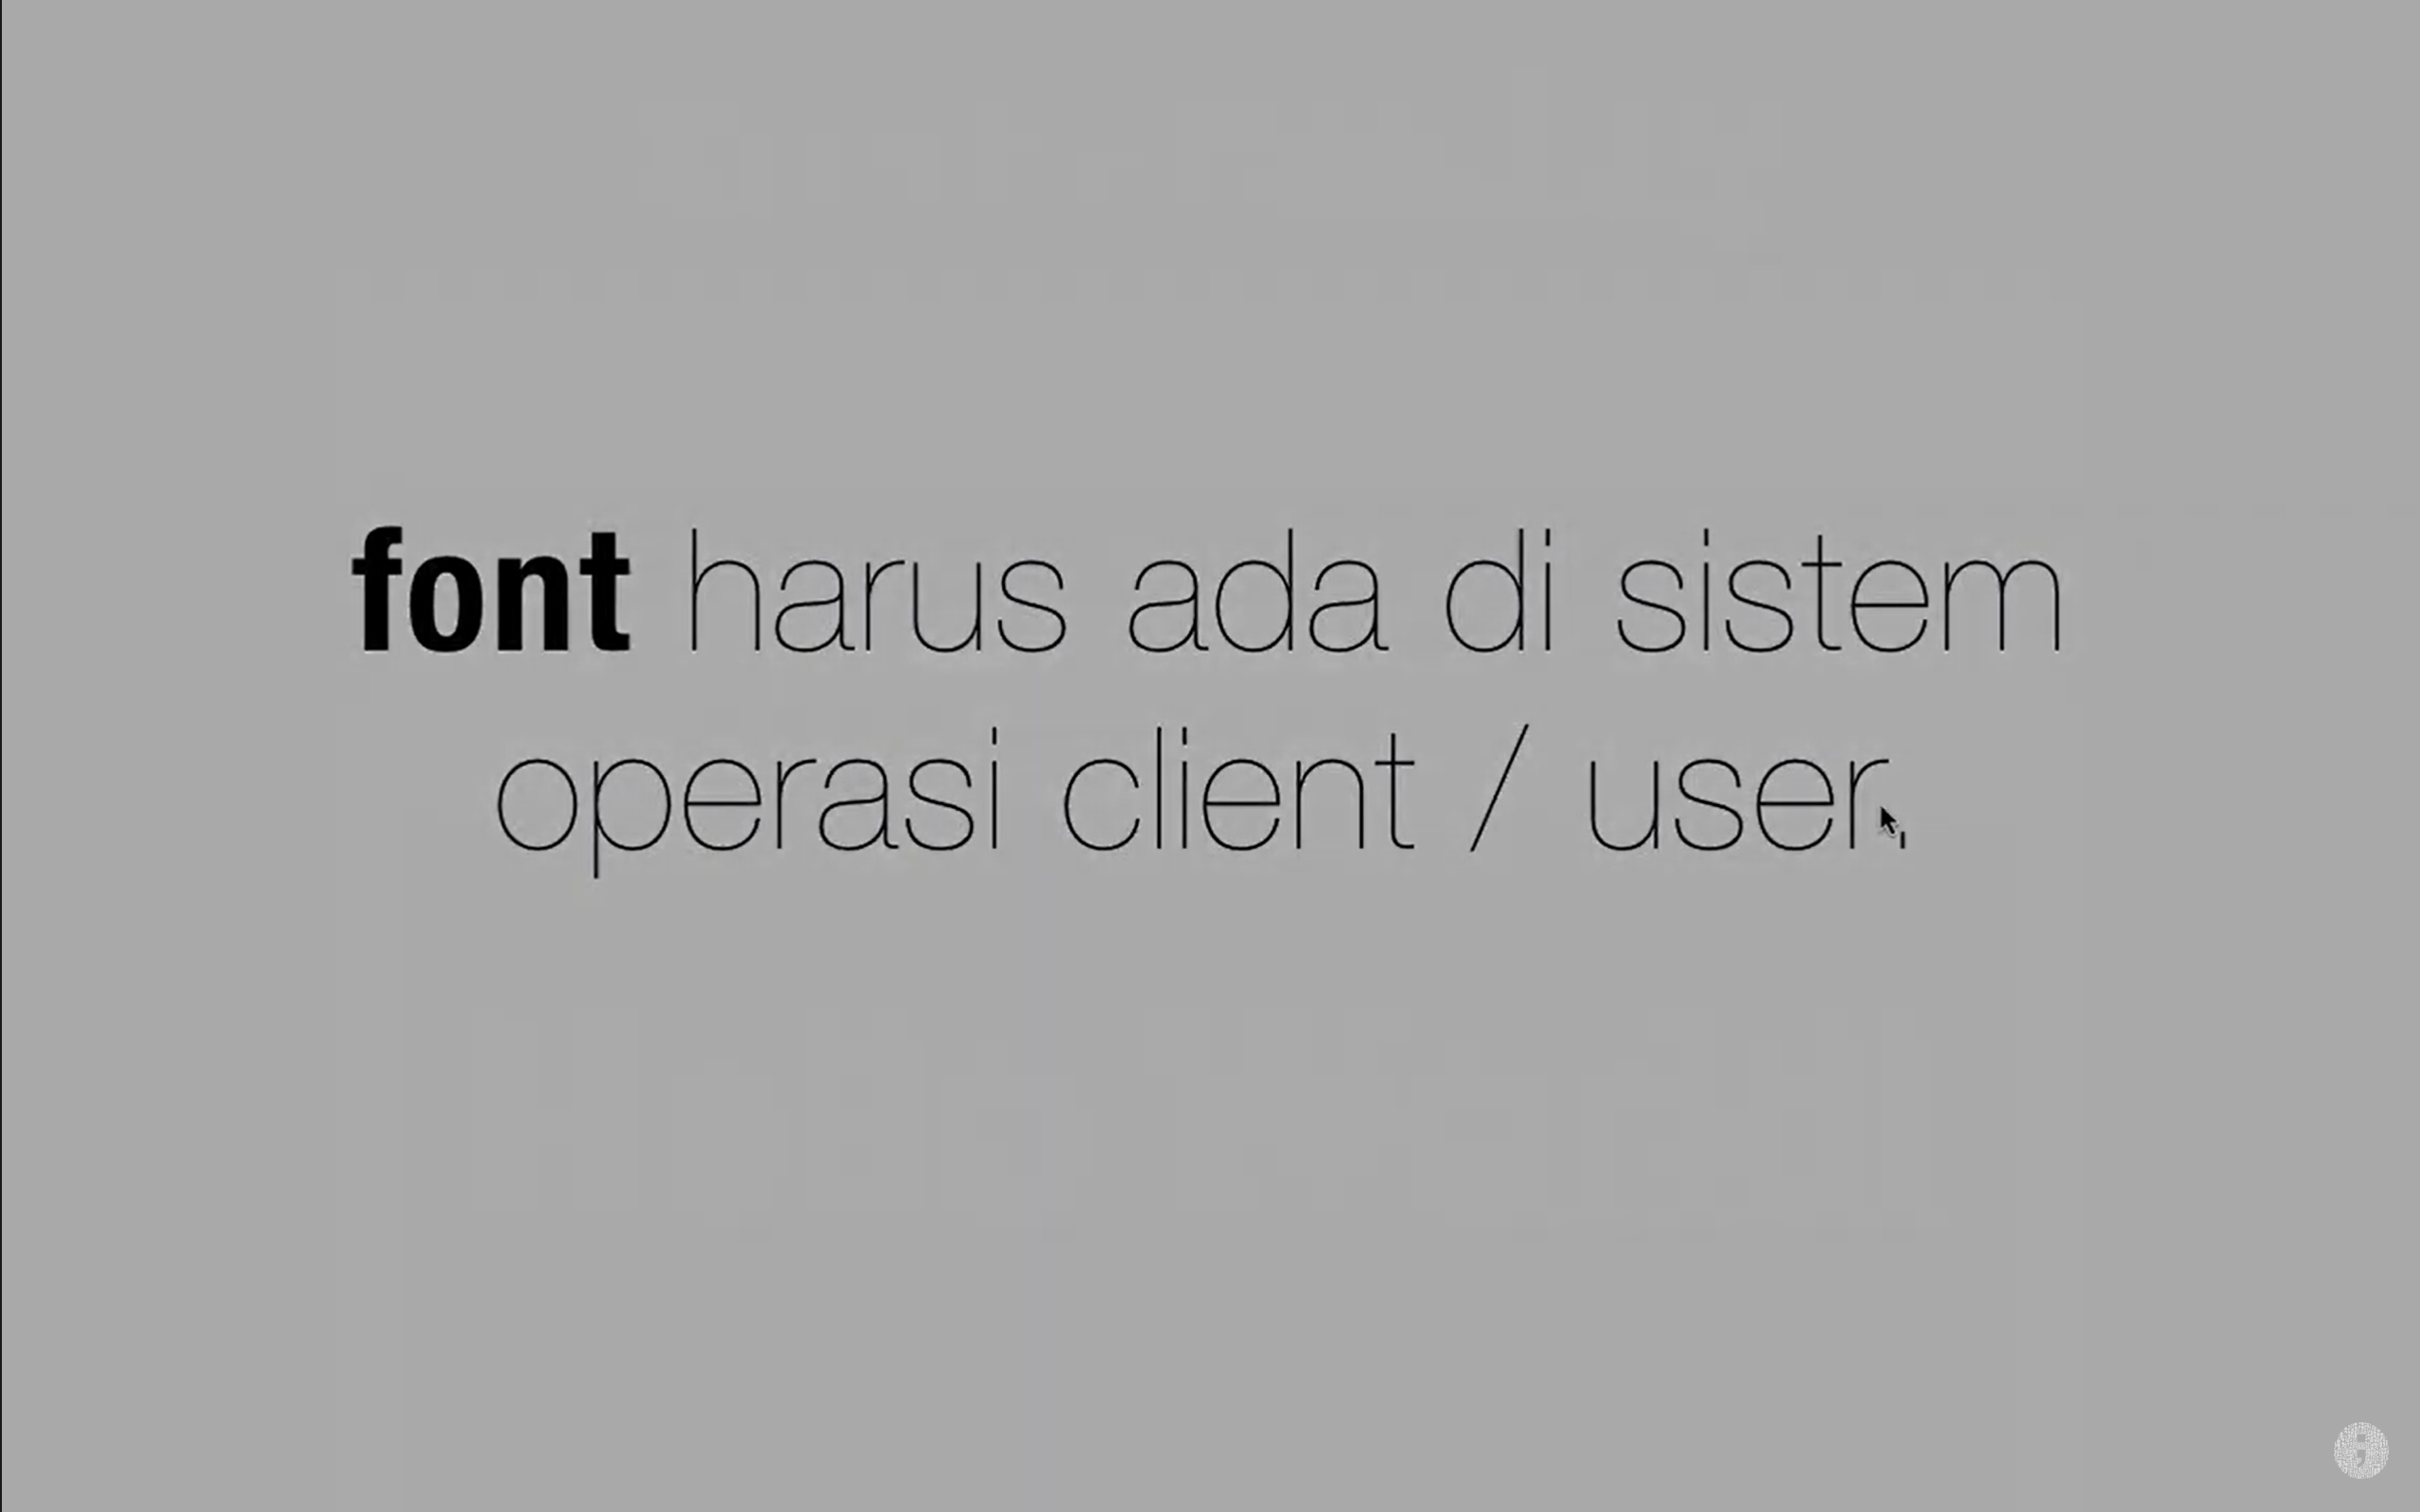 font harus ada di sistem
operasi client / user.